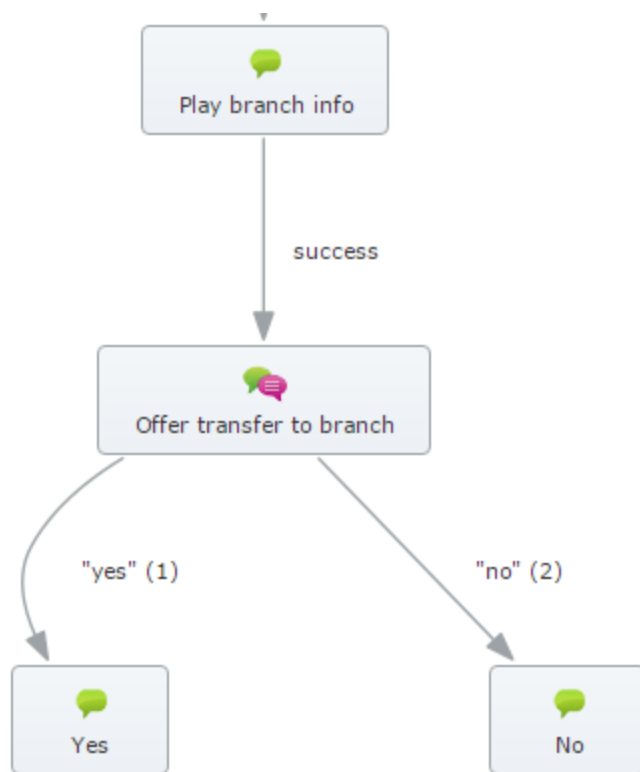 Play branch info
success
Offer transfer to branch
"yes" (1)
"no" (2)
Yes
No